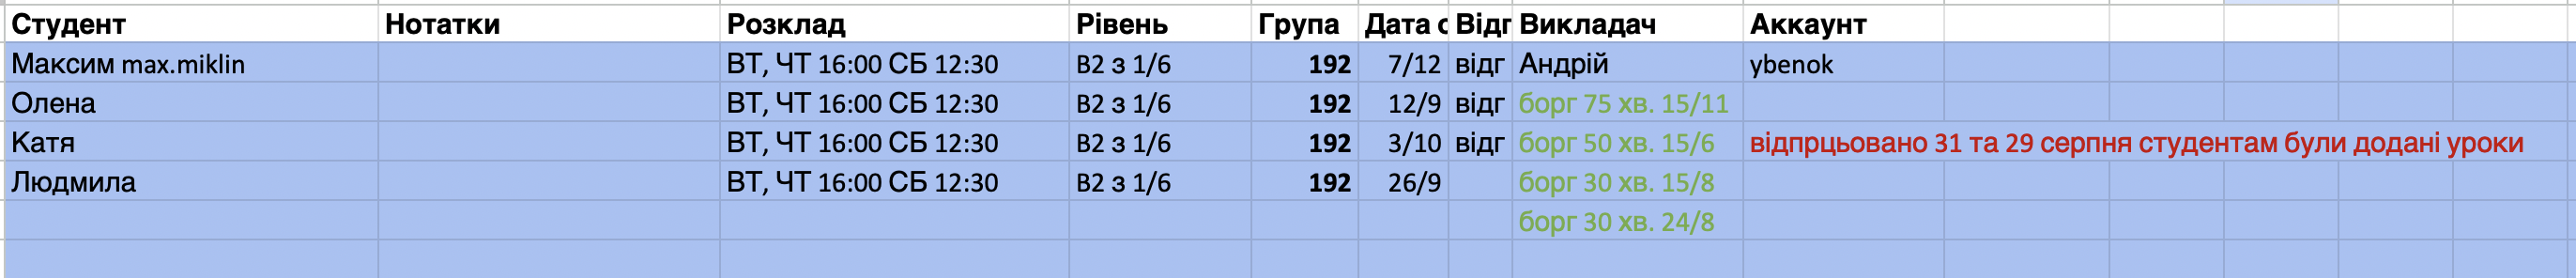 Студент Нотатки Розклад Рівень Група Дата с Відг Викладач Аккаунт
Максим max.miklin ВТ, ЧТ 16:00 СБ 12:30 B2 з 1/6 192 7/12 відг Андрій ybenok
Олена ВТ, ЧТ 16:00 СБ 12:30 B2 з 1/6 192 12/9 відг борг 75 хв. 15/11
Катя ВТ, ЧТ 16:00 СБ 12:30 B2 з 1/6 192 3/10 відг борг 50 хв. 15/6 відпрцьовано 31 та 29 серпня студентам були додані уроки
Людмила ВТ, ЧТ 16:00 СБ 12:30 B2 з 1/6 192 26/9 борг 30 хв. 15/8
борг 30 хв. 24/8